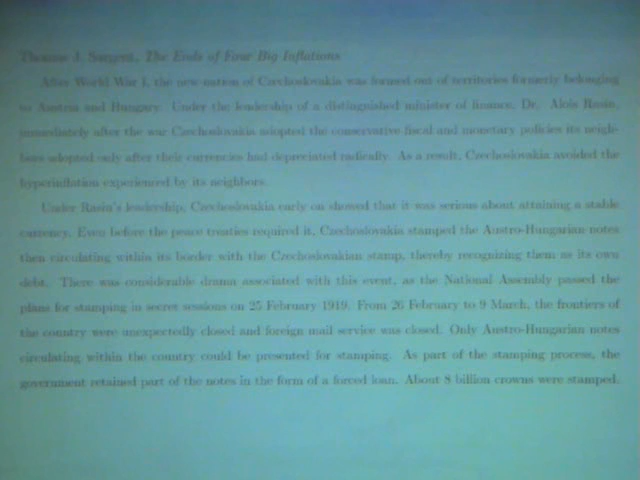 Thomas J. Sargent, The Ends of Four Big Inflations
After World War I, the new nation of Czechoslovakia was formed out of territories formerly belonging
to Austria and Hungary. Under the leadership of a distinguished minister of finance, Dr. Alois Rasin,
immediately after the war Czechoslovakia adopted the conservative fiscal and monetary policies its neigh-
bors adopted only after their currencies had depreciated radically. As a result, Czechoslovakia avoided the
hyperinflation experienced by its neighbors.
Under Rasin's leadership, Czechoslovakia early on showed that it was serious about attaining a stable
currency. Even before the peace treaties required it, Czechoslovakia stamped the Austro-Hungarian notes
then circulating within its border with the Czechoslovakian stamp, thereby recognizing them as its own
debt. There was considerable drama associated with this event, as the National Assembly passed the
plans for stamping in secret sessions on 25 February 1919. From 26 February to 9 March, the frontiers of
the country were unexpectedly closed and foreign mail service was closed. Only Austro-Hungarian notes
circulating within the country could be presented for stamping. As part of the stamping process, the
government retained part of the notes in the form of a forced loan. About 8 billion crowns were stamped.